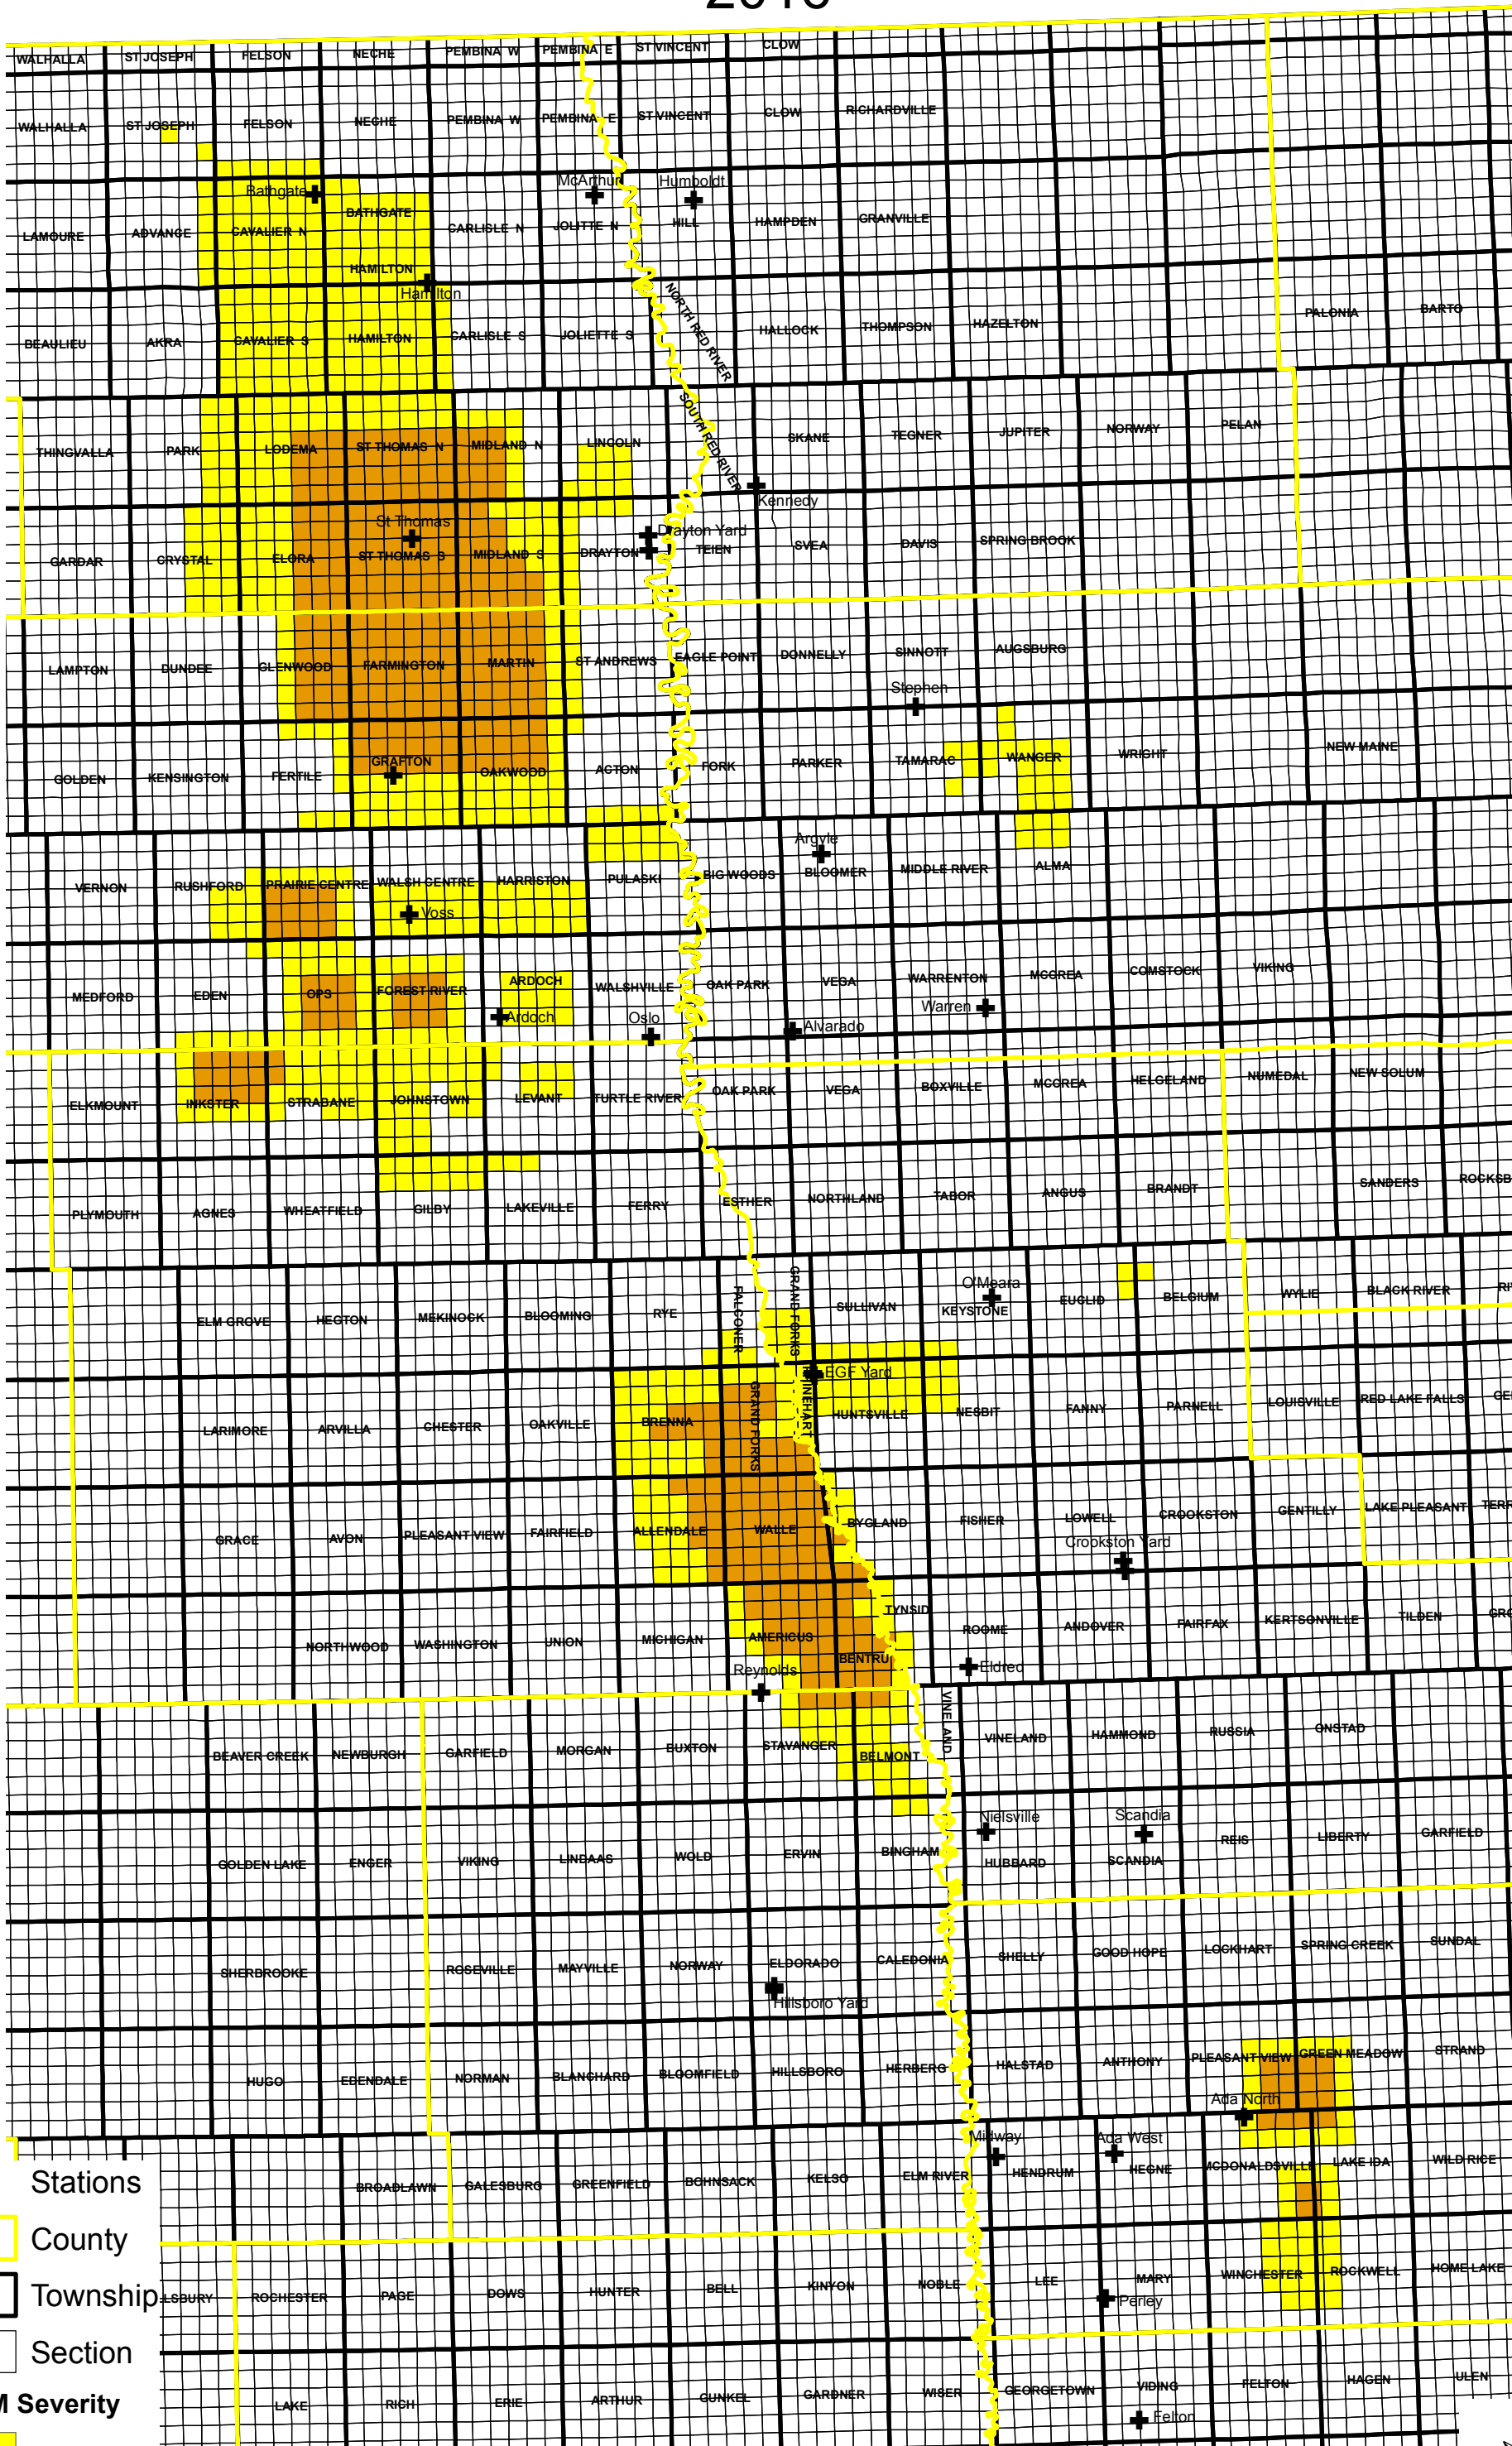 WALHALLA ST JOSEPH FELSON NECHE PEMBINA W PEMBINA E ST VINCENT CLOW
WALHALLA ST JOSEPH FELSON NECHE PEMBINA W PEMBINA E ST VINCENT CLOW RICHARDVILLE
Bathgate McArthur Humboldt
LAMOURE ADVANCE CAVALIER N BATHGATE CARLISLE N JOLITTE N HILL HAMPDEN GRANVILLE
HAMILTON
Hamilton
NORTH RED RIVER
BEAULIEU AKRA CAVALIER S HAMILTON CARLISLE S JOLIETTE S HALLOCK THOMPSON HAZELTON PALONIA BARTO
SOUTH RED RIVER
THINGVALLA PARK LODEMA ST THOMAS N MIDLAND N LINCOLN SKANE TEGNER JUPITER NORWAY PELAN
Kennedy
St Thomas Drayton Yard
GARDAR CRYSTAL ELORA ST THOMAS S MIDLAND S DRAYTON TEIEN SVEA DAVIS SPRING BROOK
LAMPTON DUNDEE GLENWOOD FARMINGTON MARTIN ST ANDREWS EAGLE POINT DONNELLY SINNOTT AUGSBURG
Stephen
GOLDEN KENSINGTON FERTILE GRAFTON OAKWOOD ACTON FORK PARKER TAMARAC WANGER WRIGHT NEW MAINE
Argyle
VERNON RUSHFORD PRAIRIE CENTRE WALSH CENTRE HARRISTON PULASKI BIG WOODS BLOOMER MIDDLE RIVER ALMA
Voss
MEDFORD EDEN OPS FOREST RIVER ARDOCH WALSHVILLE OAK PARK VEGA WARRENTON MCCREA COMSTOCK VIKING
Ardoch Oslo Alvarado Warren
ELKMOUNT INKSTER STRABANE JOHNSTOWN LEVANT TURTLE RIVER OAK PARK VEGA BOXVILLE MCCREA HELGELAND NUMEDAL NEW SOLUM
PLYMOUTH AGNES WHEATFIELD GILBY LAKEVILLE FERRY ESTHER NORTHLAND TABOR ANGUS BRANDT SANDERS ROCKSB
O'Meara
ELM GROVE HEGTON MEKINOCK BLOOMING RYE FALCONER GRAND FORKS SULLIVAN KEYSTONE EUCLID BELGIUM WYLIE BLACK RIVER RI
EGF Yard
LARIMORE ARVILLA CHESTER OAKVILLE BRENNA GRAND FORKS RHINEHART HUNTSVILLE NESBIT FANNY PARNELL LOUISVILLE RED LAKE FALLS GE
GRACE AVON PLEASANT VIEW FAIRFIELD ALLENDALE WALLE BYGLAND FISHER LOWELL CROOKSTON GENTILLY LAKE PLEASANT TERR
Crookston Yard
NORTHWOOD WASHINGTON UNION MICHIGAN AMERICUS BENTRU TYNSID ROOME ANDOVER FAIRFAX KERTSONVILLE TILDEN GRO
Reynolds Eldred
BEAVER CREEK NEWBURGH GARFIELD MORGAN BUXTON STAVANGER BELMONT VINELAND VINELAND HAMMOND RUSSIA ONSTAD
Nielsville Scandia
GOLDEN LAKE ENGER VIKING LINDAAS WOLD ERVIN BINGHAM HUBBARD SCANDIA REIS LIBERTY GARFIELD
SHERBROOKE ROSEVILLE MAYVILLE NORWAY ELDORADO CALEDONIA SHELLY GOOD HOPE LOCKHART SPRING CREEK SUNDAL
Hillsboro Yard
HUGO EDENDALE NORMAN BLANCHARD BLOOMFIELD HILLSBORO HERBERG HALSTAD ANTHONY PLEASANT VIEW GREEN MEADOW STRAND
Ada North
Midway Ada West
BROADLAWN GALESBURG GREENFIELD BOHNSACK KELSO ELM RIVER HENDRUM HEGNE MCDONALDSVILLE LAKE IDA WILD RICE
LSBURY ROCHESTER PAGE DOWS HUNTER BELL KINYON NOBLE LEE MARY WINCHESTER ROCKWELL HOME LAKE
Perley
LAKE RICH ERIE ARTHUR GUNKEL GARDNER WISER GEORGETOWN VIDING FELTON HAGEN ULEN
Felton
Stations
County
Township
Section
M Severity